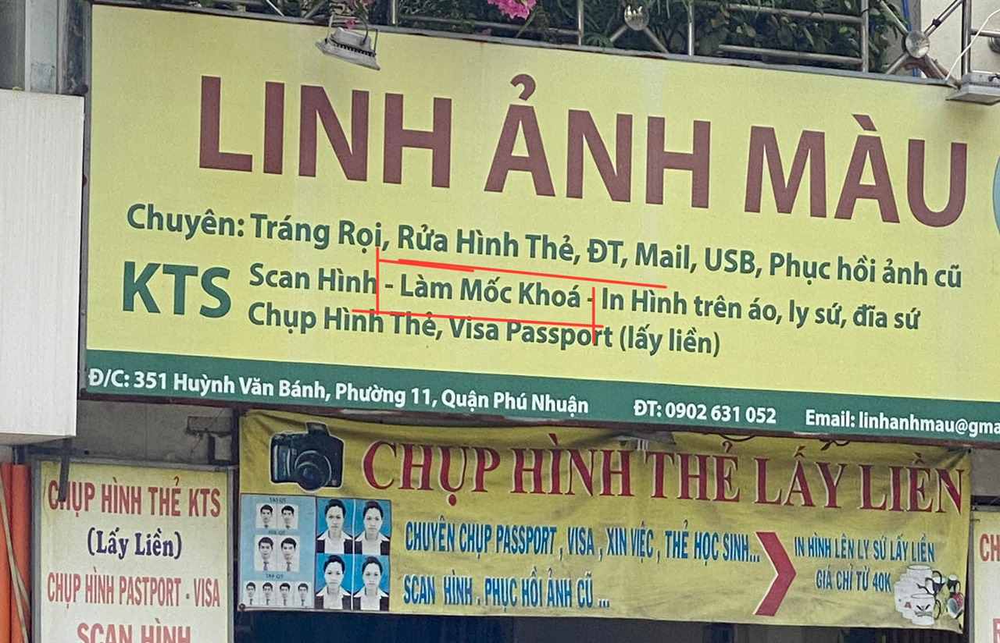 LINH ẢNH MÀU
Chuyên: Tráng Rọi, Rửa Hình Thẻ, ĐT, Mail, USB, Phục hồi ảnh cũ
KTS
Scan Hình - Làm Mốc Khoá - In Hình trên áo, ly sứ, đĩa sứ
Chụp Hình Thẻ, Visa Passport (lấy liền)
Đ/C: 351 Huỳnh Văn Bánh, Phường 11, Quận Phú Nhuận ĐT: 0902 631 052 Email: linhanhmau@gma
CHỤP HÌNH THẺ LẤY LIỀN
CHUYÊN CHỤP PASSPORT , VISA , XIN VIỆC , THẺ HỌC SINH...
SCAN HÌNH . PHỤC HỒI ẢNH CŨ ...
IN HÌNH LÊN LY SỨ LẤY LIỀN
GIÁ CHỈ TỪ 40K
CHỤP HÌNH THẺ KTS
(Lấy Liền)
CHỤP HÌNH PASTPORT - VISA
SCAN HÌNH